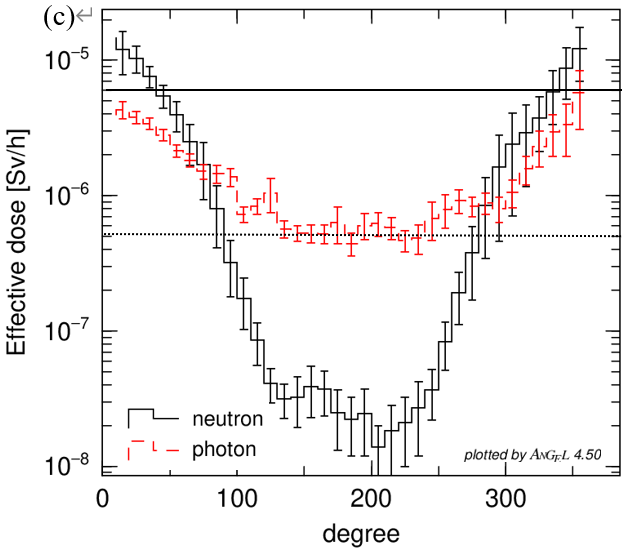 (c)↵
Effective dose [Sv/h]
10⁻⁵
10⁻⁶
10⁻⁷
10⁻⁸
neutron
photon
plotted by ANGEL 4.50
0 100 200 300
degree